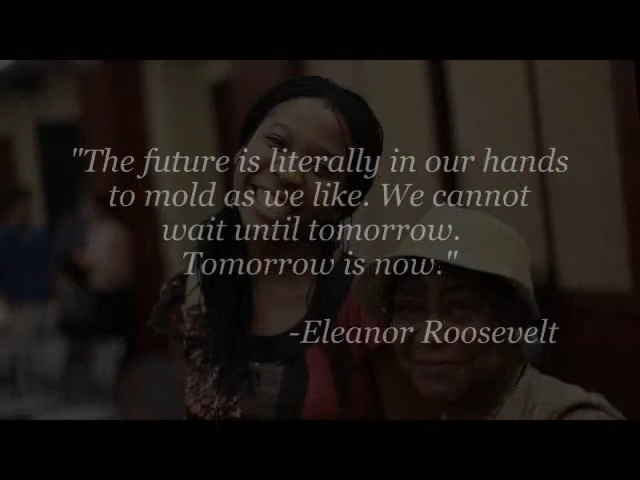 "The future is literally in our hands
to mold as we like. We cannot
wait until tomorrow.
Tomorrow is now."
-Eleanor Roosevelt